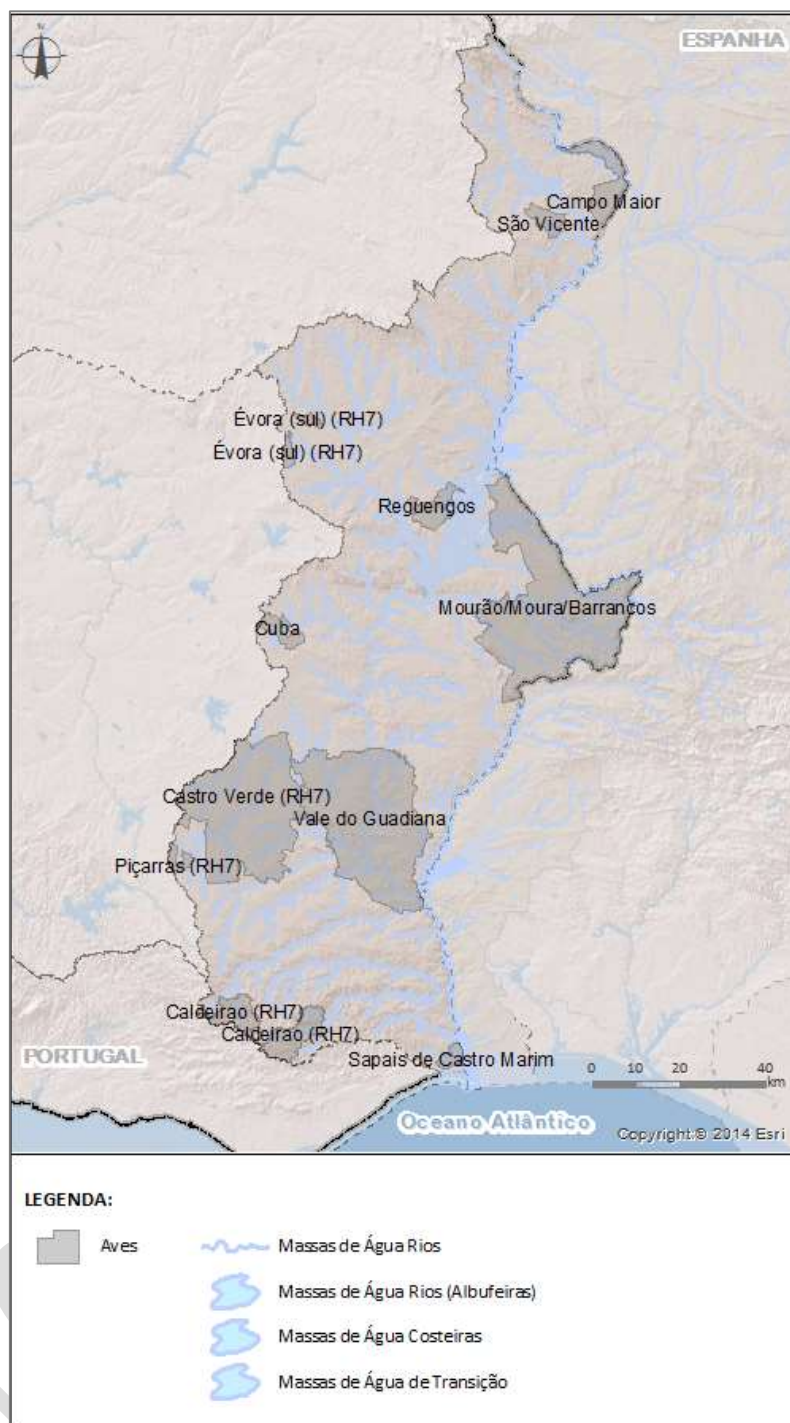 N
ESPANHA
Campo Maior
São Vicente
Évora (sul) (RH7)
Évora (sul) (RH7)
Reguengos
Mourão/Moura/Barrancos
Cuba
Castro Verde (RH7)
Vale do Guadiana
Piçarras (RH7)
Caldeirao (RH7)
Caldeirao (RH7)
PORTUGAL
Sapais de Castro Marim
0 10 20 40
km
Oceano Atlântico
Copyright:© 2014 Esri
LEGENDA:
Aves
Massas de Água Rios
Massas de Água Rios (Albufeiras)
Massas de Água Costeiras
Massas de Água de Transição